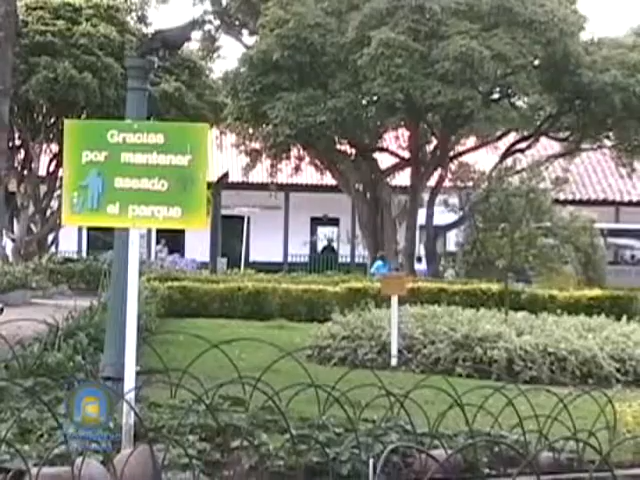 Gracias
por mantener
aseado
el parque